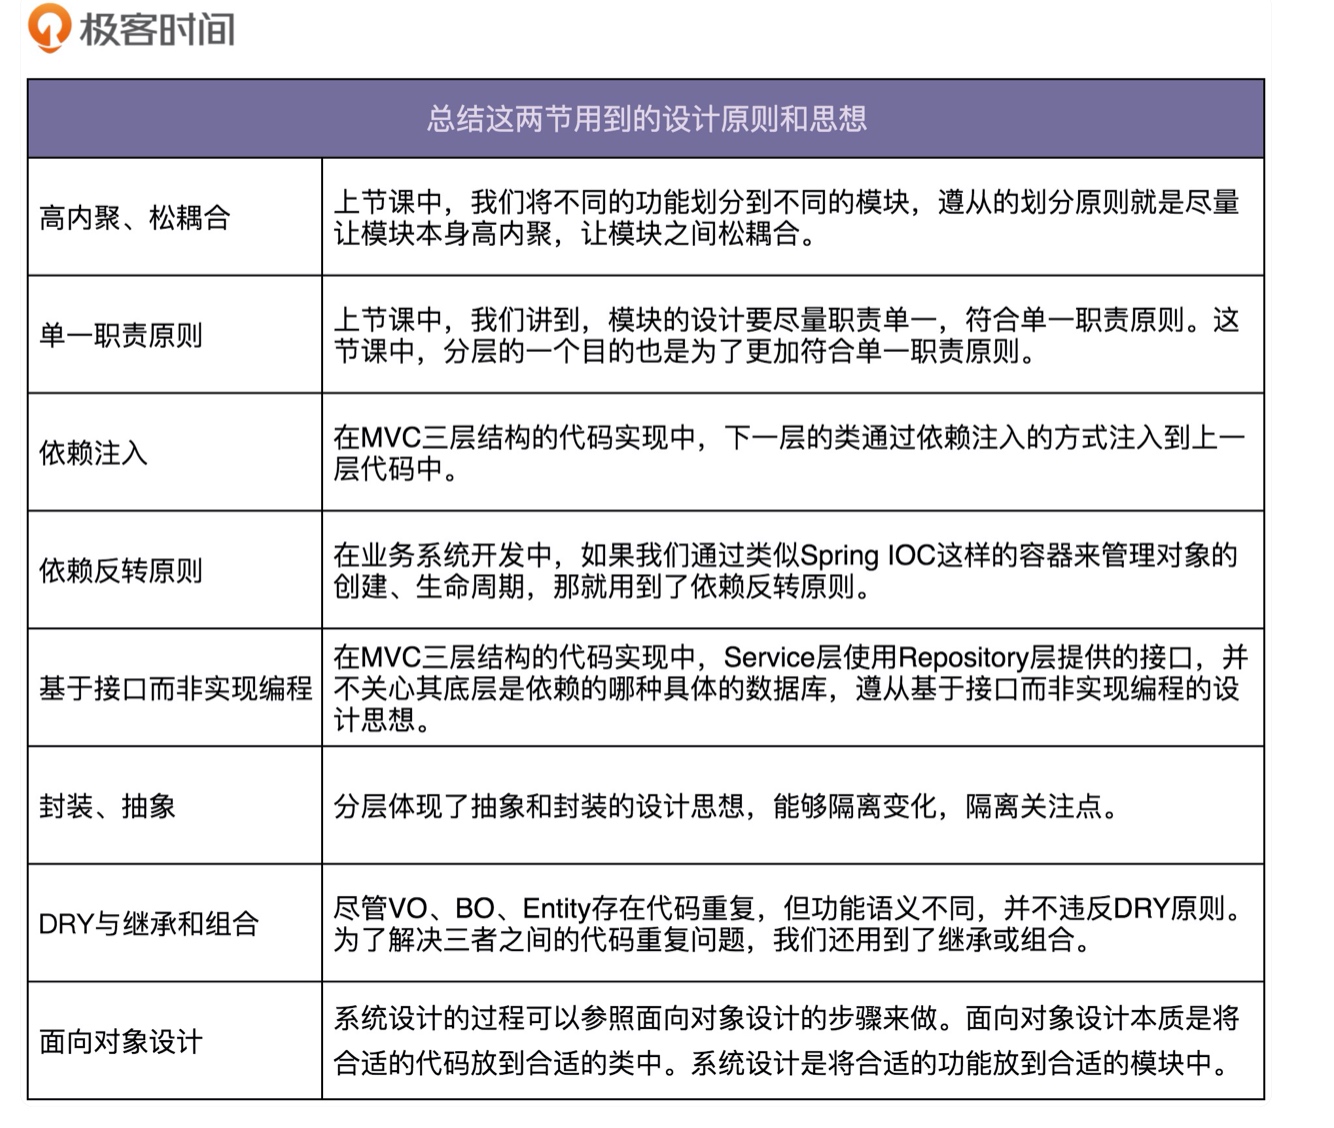 极客时间
总结这两节用到的设计原则和思想
高内聚、松耦合
上节课中，我们将不同的功能划分到不同的模块，遵从的划分原则就是尽量
让模块本身高内聚，让模块之间松耦合。
单一职责原则
上节课中，我们讲到，模块的设计要尽量职责单一，符合单一职责原则。这
节课中，分层的一个目的也是为了更加符合单一职责原则。
依赖注入
在MVC三层结构的代码实现中，下一层的类通过依赖注入的方式注入到上一
层代码中。
依赖反转原则
在业务系统开发中，如果我们通过类似Spring IOC这样的容器来管理对象的
创建、生命周期，那就用到了依赖反转原则。
基于接口而非实现编程
在MVC三层结构的代码实现中，Service层使用Repository层提供的接口，并
不关心其底层是依赖的哪种具体的数据库，遵从基于接口而非实现编程的设
计思想。
封装、抽象
分层体现了抽象和封装的设计思想，能够隔离变化，隔离关注点。
DRY与继承和组合
尽管VO、BO、Entity存在代码重复，但功能语义不同，并不违反DRY原则。
为了解决三者之间的代码重复问题，我们还用到了继承或组合。
面向对象设计
系统设计的过程可以参照面向对象设计的步骤来做。面向对象设计本质是将
合适的代码放到合适的类中。系统设计是将合适的功能放到合适的模块中。